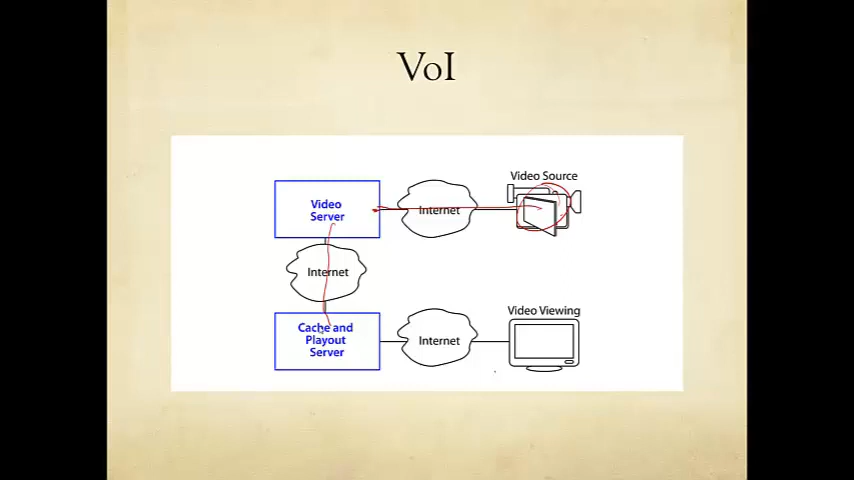 VoI
Video Source
Video
Server
Internet
Internet
Video Viewing
Cache and
Playout
Server
Internet